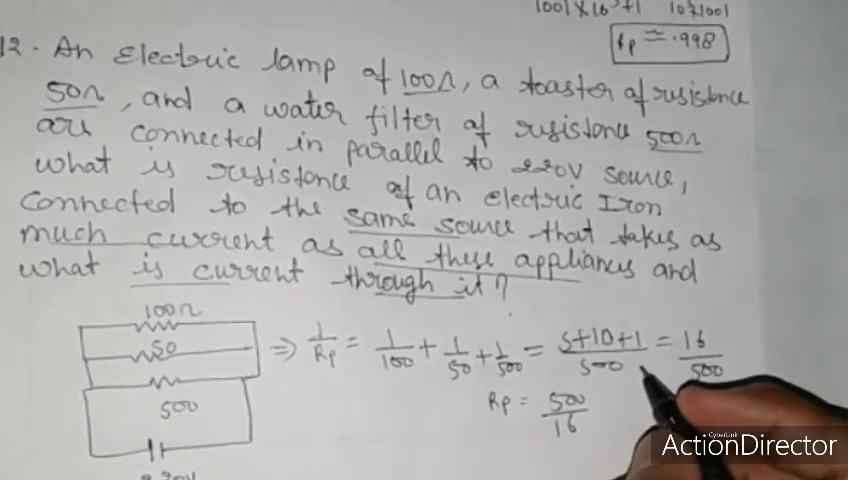 1001 × 10³ + 1 10 × 1001
Rp ≈ .998
12. An Electric lamp of 100Ω, a toaster of resistance
50Ω, and a water filter of resistance 500Ω
are connected in parallel to 220V source,
what is resistance of an electric Iron
connected to the same source that takes as
much current as all these appliances and
what is current through it?
100Ω
50
500
220V
⇒ 1/Rp = 1/100 + 1/50 + 1/500 = 5+10+1/500 = 16/500
Rp = 500/16
CyberLink
ActionDirector